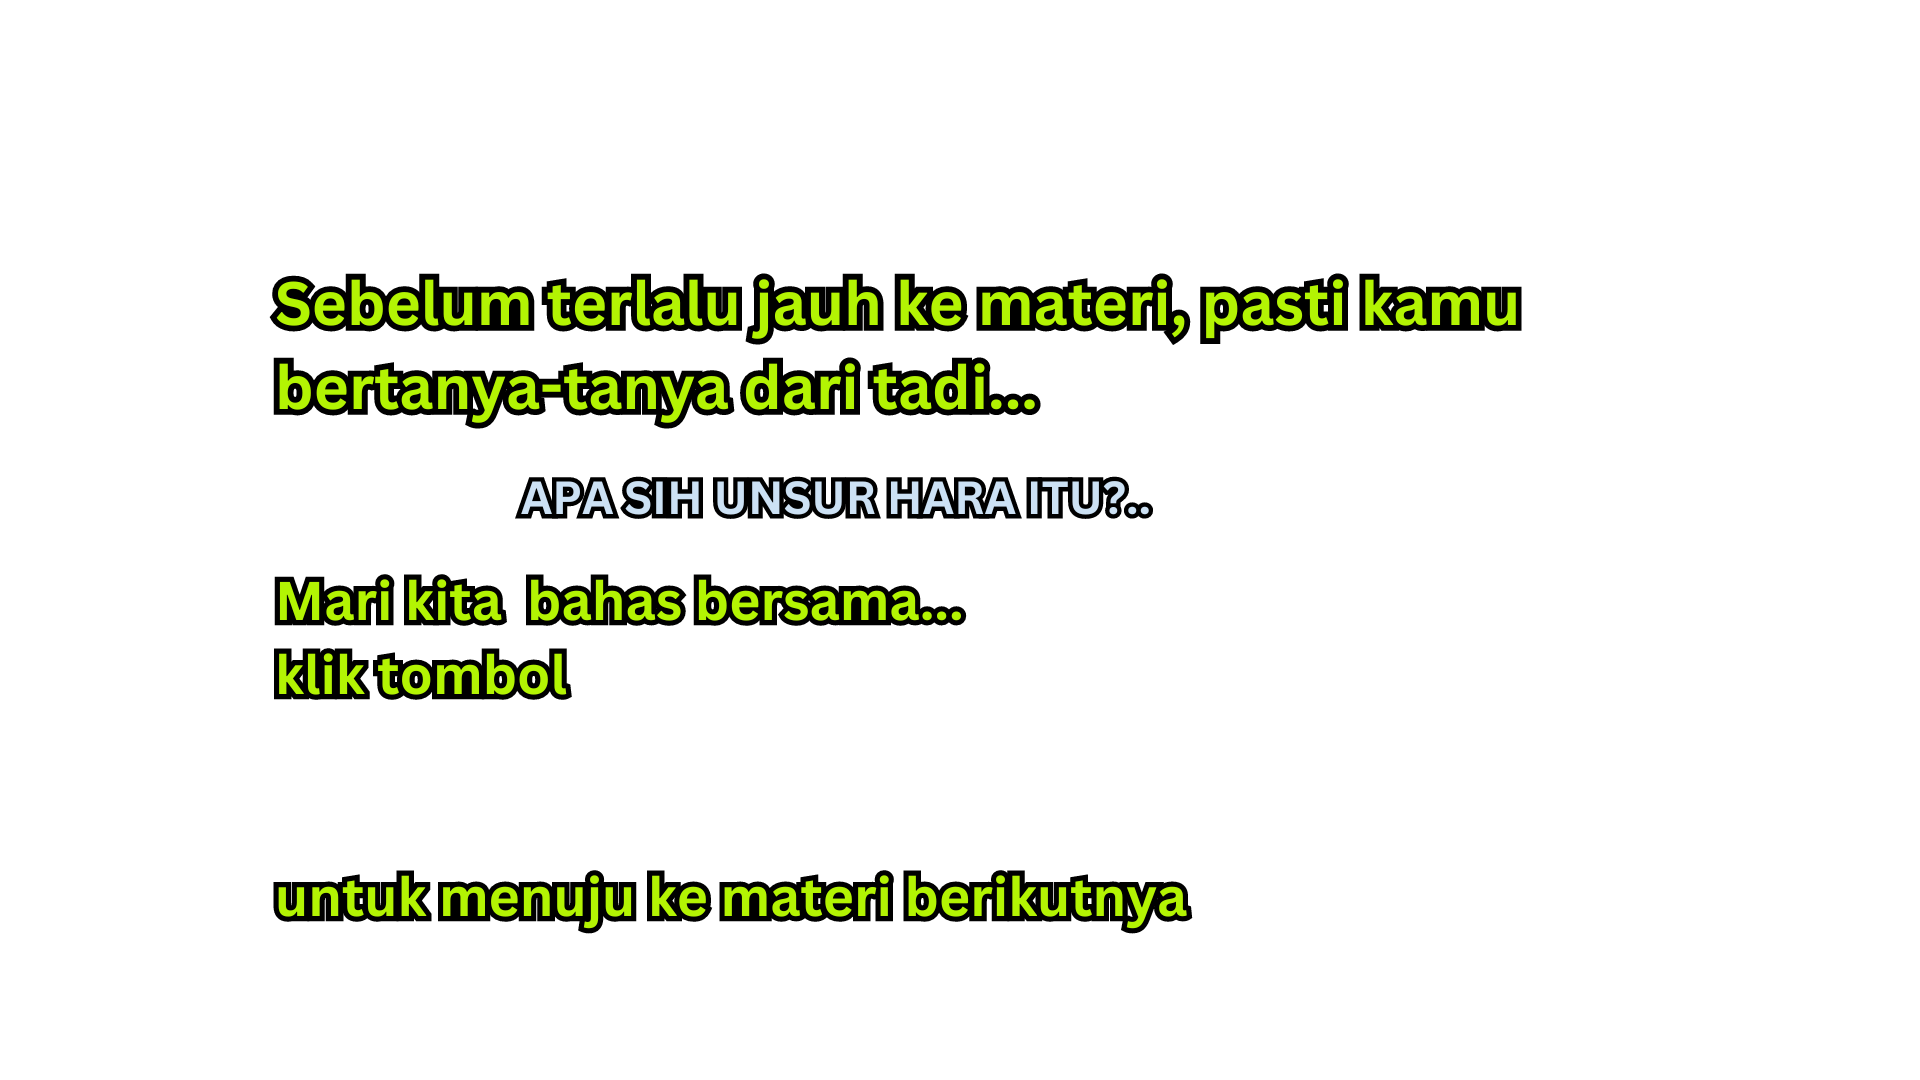 Sebelum terlalu jauh ke materi, pasti kamu
bertanya-tanya dari tadi...
APA SIH UNSUR HARA ITU?..
Mari kita  bahas bersama...
klik tombol
untuk menuju ke materi berikutnya